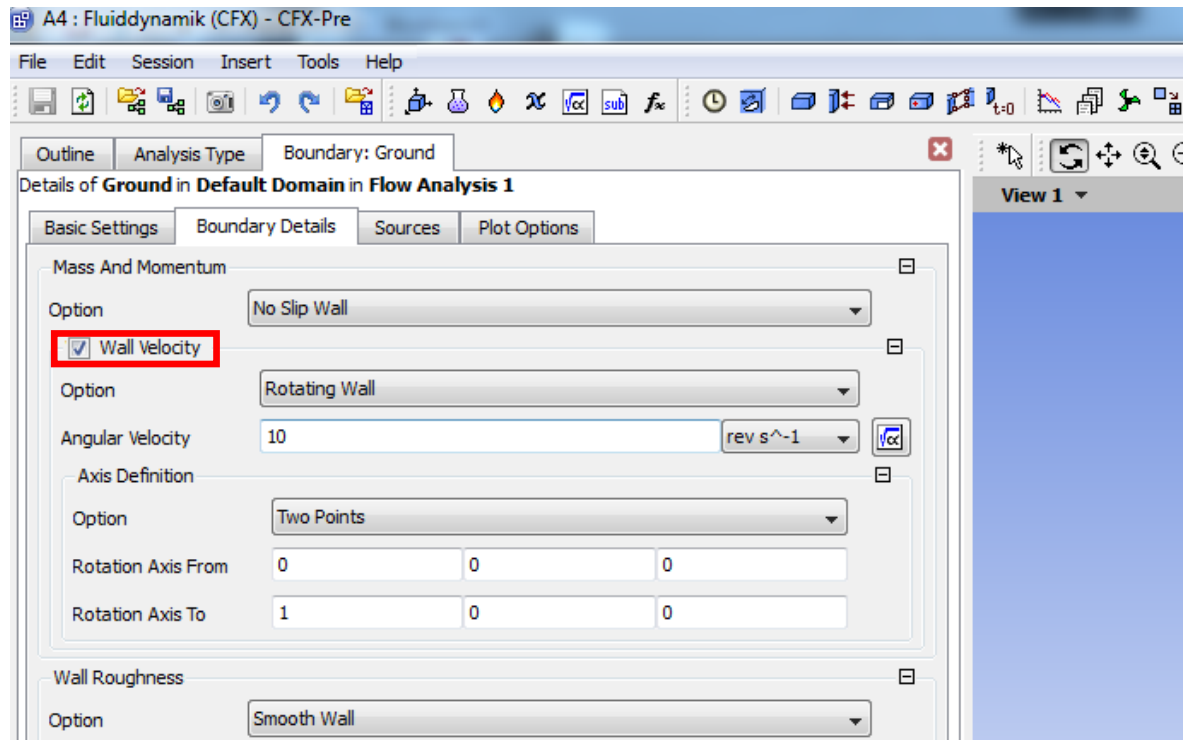 A4 : Fluiddynamik (CFX) - CFX-Pre
File Edit Session Insert Tools Help
Outline Analysis Type Boundary: Ground
Details of Ground in Default Domain in Flow Analysis 1
View 1
Basic Settings Boundary Details Sources Plot Options
Mass And Momentum
Option No Slip Wall
Wall Velocity
Option Rotating Wall
Angular Velocity 10 rev s^-1
Axis Definition
Option Two Points
Rotation Axis From 0 0 0
Rotation Axis To 1 0 0
Wall Roughness
Option Smooth Wall